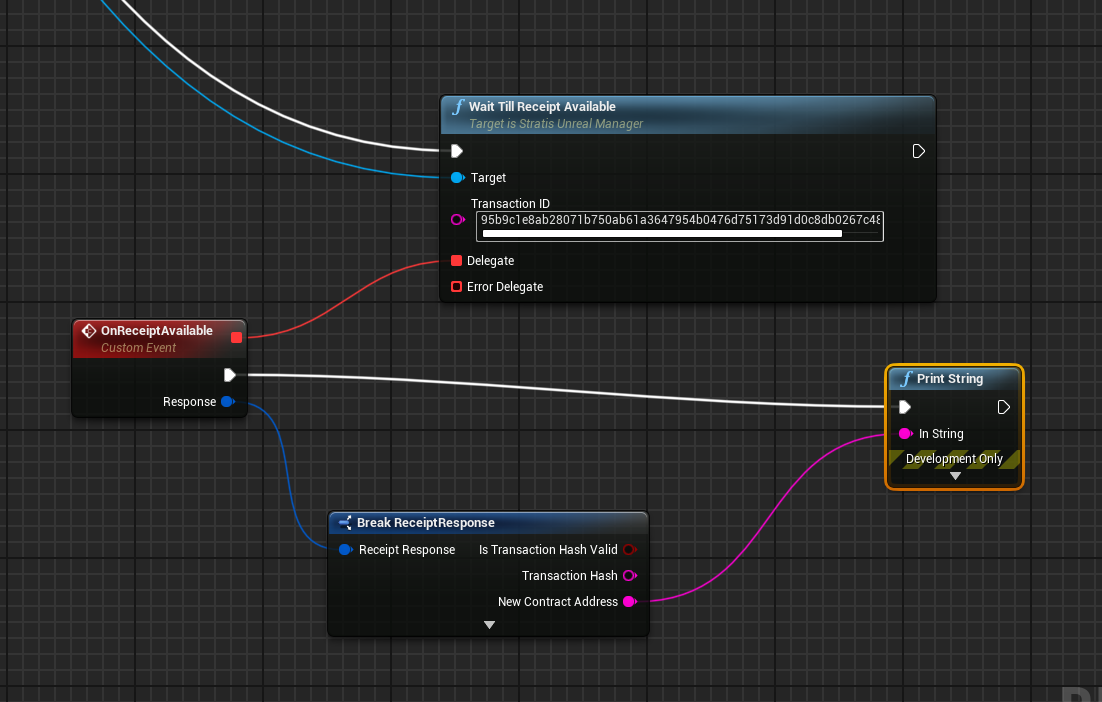 Wait Till Receipt Available
Target is Stratis Unreal Manager
Target
Transaction ID
95b9c1e8ab28071b750ab61a3647954b0476d75173d91d0c8db0267c48
Delegate
Error Delegate
OnReceiptAvailable
Custom Event
Response
Print String
In String
Development Only
Break ReceiptResponse
Receipt Response Is Transaction Hash Valid
Transaction Hash
New Contract Address